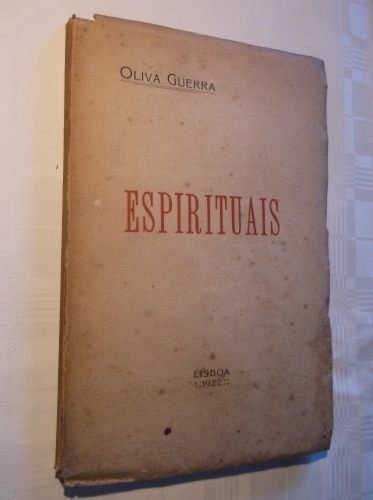 OLIVA GUERRA
ESPIRITUAIS
LISBOA
::1922::